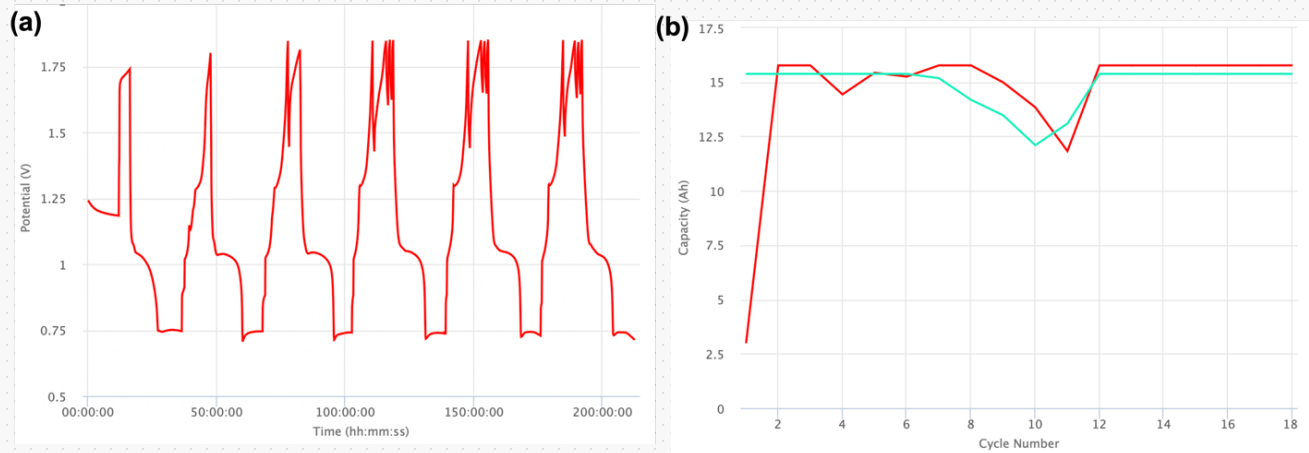 (a)
1.75
1.5
1.25
1
0.75
0.5
Potential (V)
00:00:00 50:00:00 100:00:00 150:00:00 200:00:00
Time (hh:mm:ss)
(b)
17.5
15
12.5
10
7.5
5
2.5
0
Capacity (Ah)
2 4 6 8 10 12 14 16 18
Cycle Number